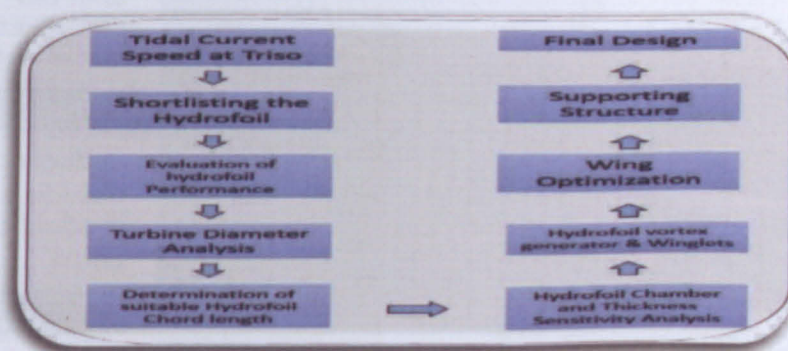 Tidal Current
Speed at Triso
Shortlisting the
Hydrofoil
Evaluation of
hydrofoil
Performance
Turbine Diameter
Analysis
Determination of
suitable Hydrofoil
Chord length
Hydrofoil Chamber
and Thickness
Sensitivity Analysis
Hydrofoil vortex
generator & Winglets
Wing
Optimization
Supporting
Structure
Final Design